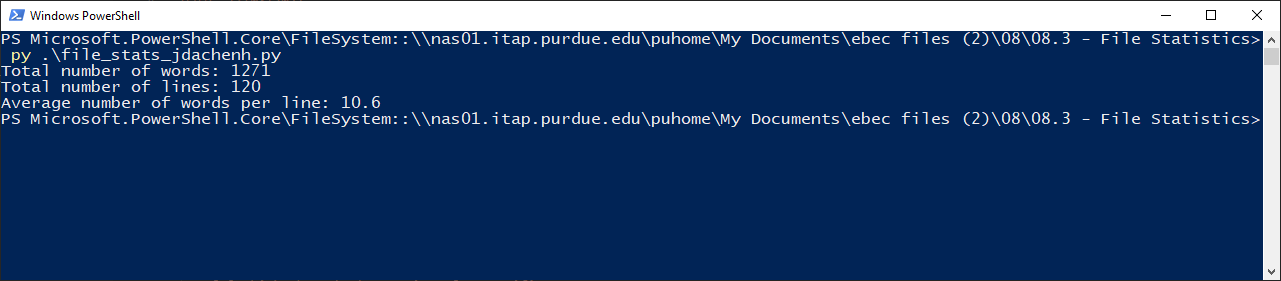 Windows PowerShell
PS Microsoft.PowerShell.Core\FileSystem::\\nas01.itap.purdue.edu\puhome\My Documents\ebec files (2)\08\08.3 - File Statistics>
py .\file_stats_jdachenh.py
Total number of words: 1271
Total number of lines: 120
Average number of words per line: 10.6
PS Microsoft.PowerShell.Core\FileSystem::\\nas01.itap.purdue.edu\puhome\My Documents\ebec files (2)\08\08.3 - File Statistics>